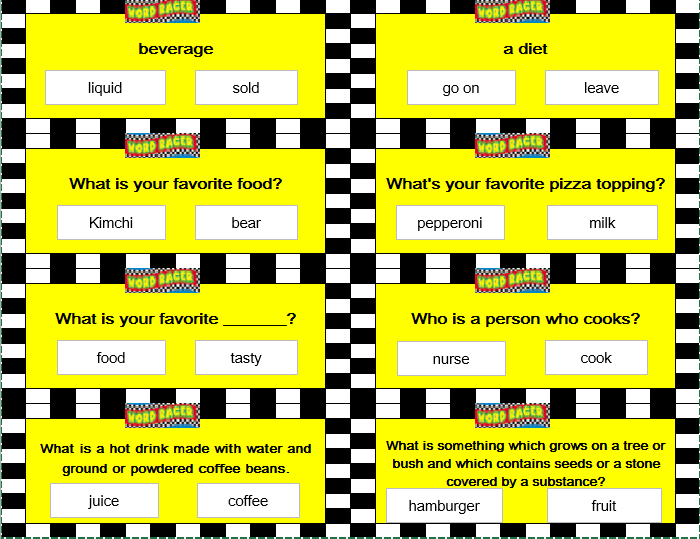 WORD RACER
WORD RACER
beverage
a diet
liquid
sold
go on
leave
WORD RACER
WORD RACER
What is your favorite food?
What's your favorite pizza topping?
Kimchi
bear
pepperoni
milk
WORD RACER
WORD RACER
What is your favorite _______?
Who is a person who cooks?
food
tasty
nurse
cook
WORD RACER
WORD RACER
What is a hot drink made with water and
ground or powdered coffee beans.
What is something which grows on a tree or
bush and which contains seeds or a stone
covered by a substance?
juice
coffee
hamburger
fruit